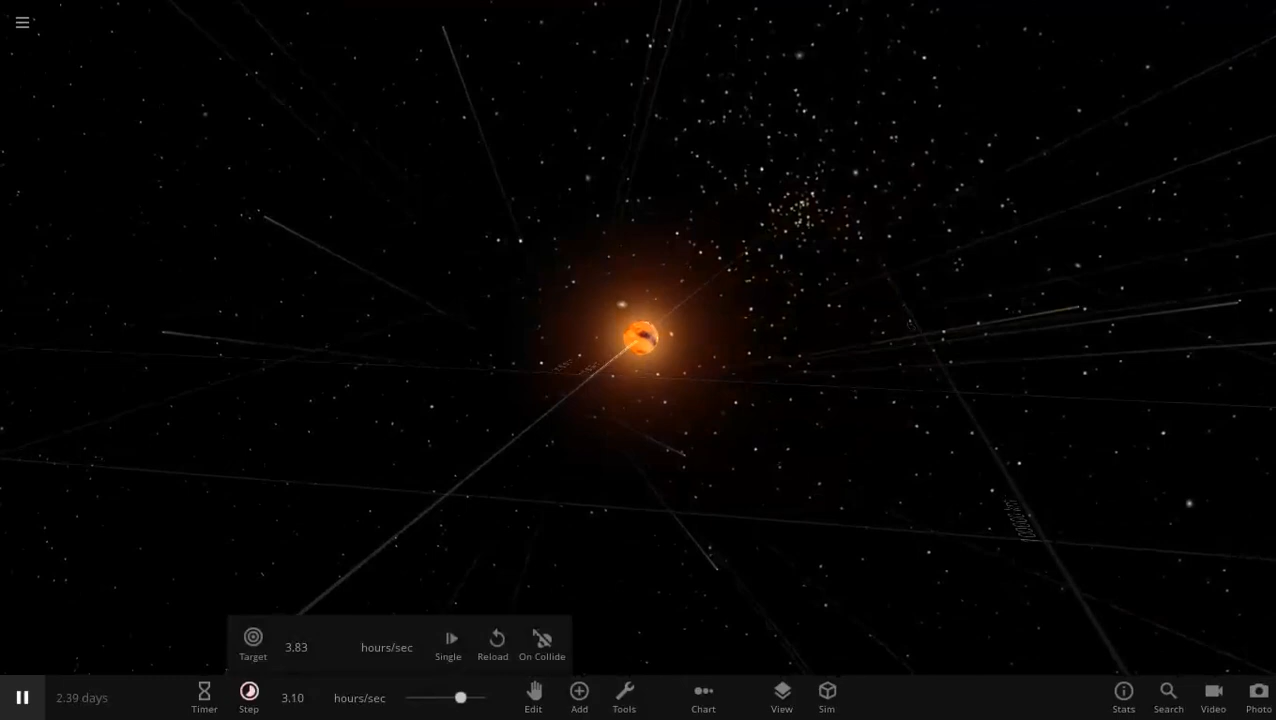 Target
3.83 hours/sec
Single
Reload
On Collide
2.39 days
Timer
Step
3.10 hours/sec
Edit
Add
Tools
Chart
View
Sim
Stats
Search
Video
Photo